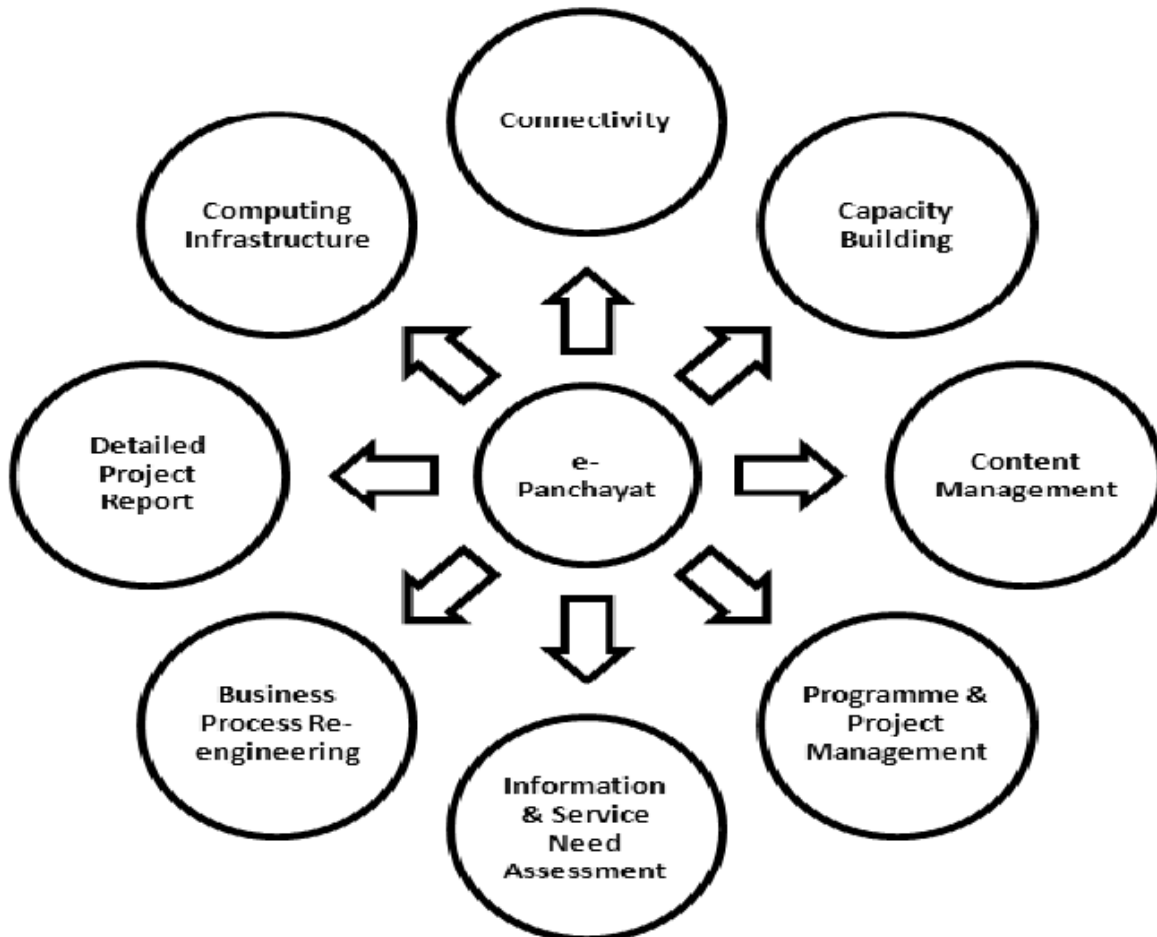 Connectivity
Computing
Infrastructure
Capacity
Building
Detailed
Project
Report
e-
Panchayat
Content
Management
Business
Process Re-
engineering
Programme &
Project
Management
Information
& Service
Need
Assessment